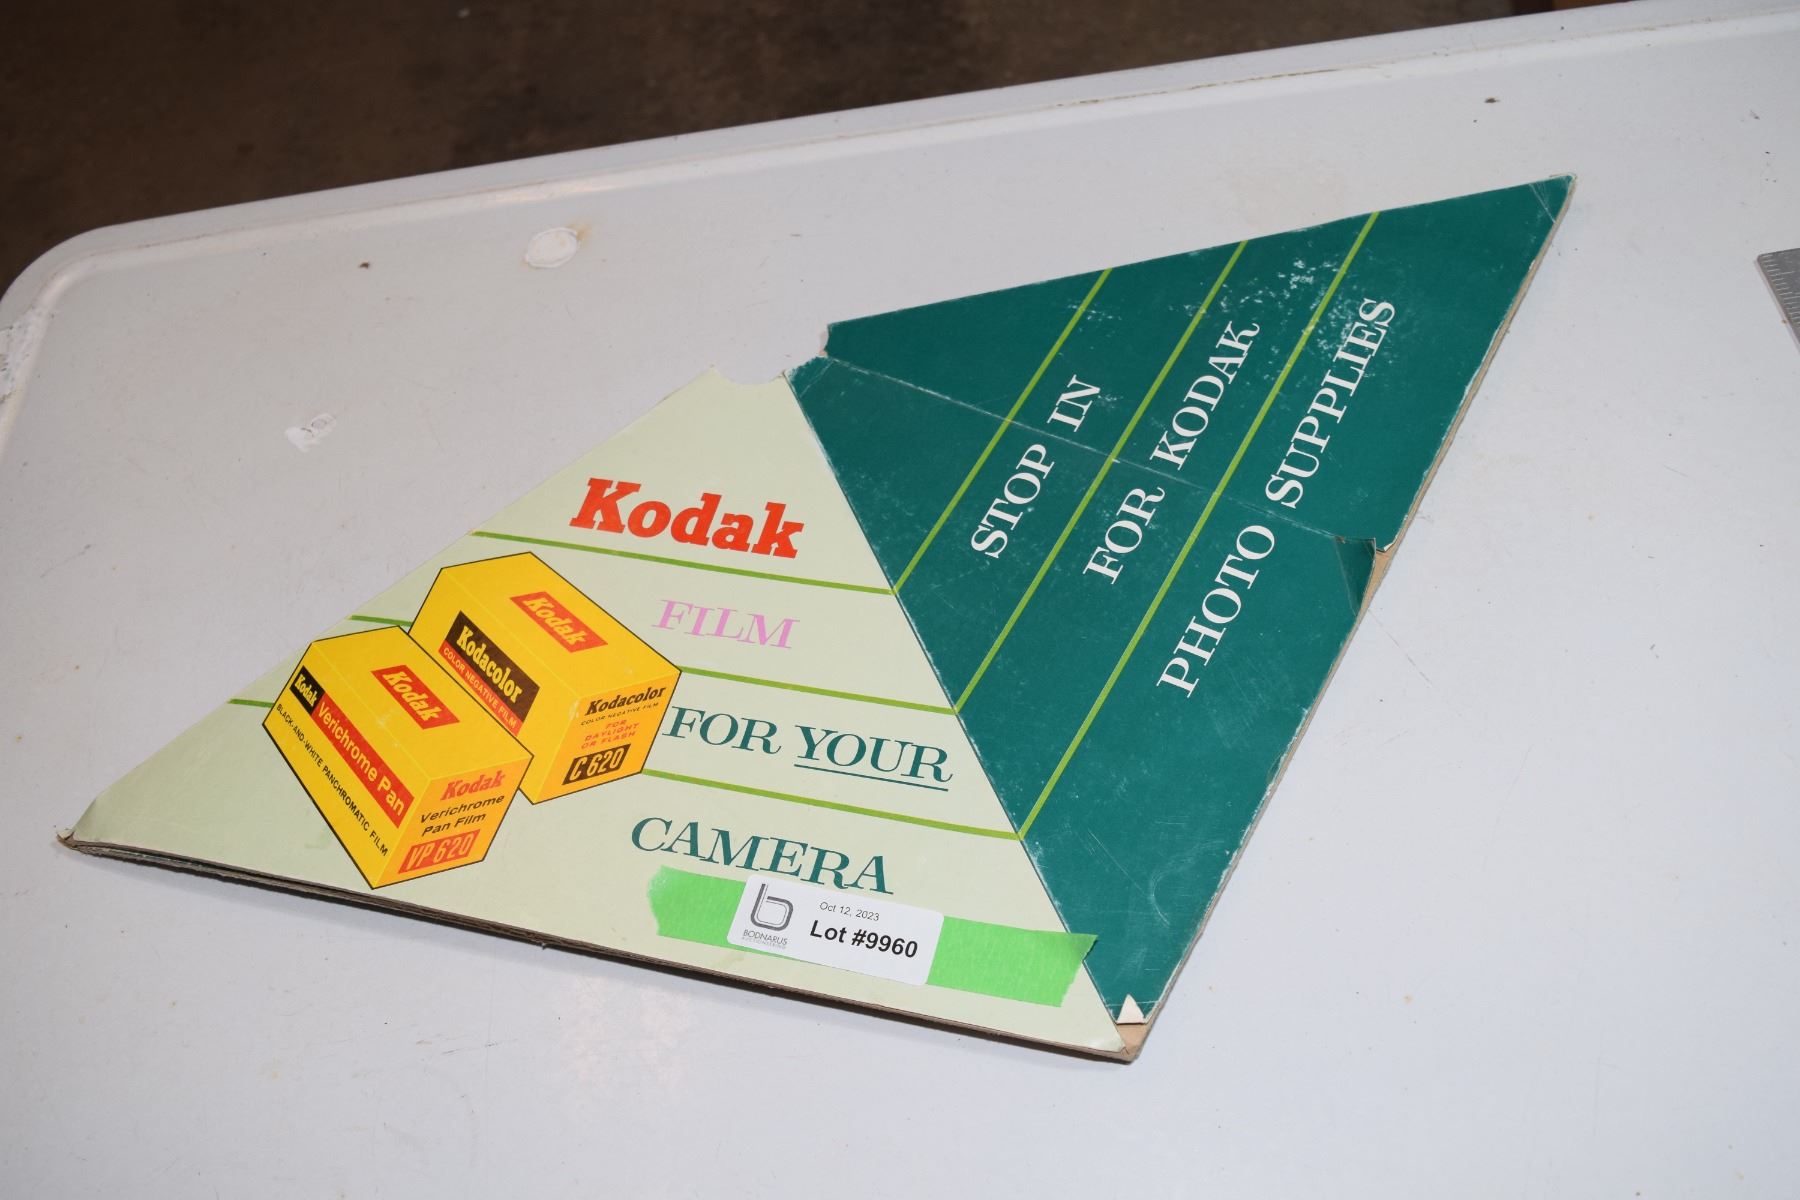 Kodak
FILM
FOR YOUR
CAMERA
Kodak
Kodacolor
COLOR NEGATIVE FILM
Kodacolor
COLOR NEGATIVE FILM
FOR
DAYLIGHT
OR FLASH
C 620
Kodak
Kodak Verichrome Pan
BLACK-AND-WHITE PANCHROMATIC FILM
Kodak
Verichrome
Pan Film
VP 620
STOP IN
FOR KODAK
PHOTO SUPPLIES
b
BODNARUS
AUCTIONEERING
Oct 12, 2023
Lot #9960